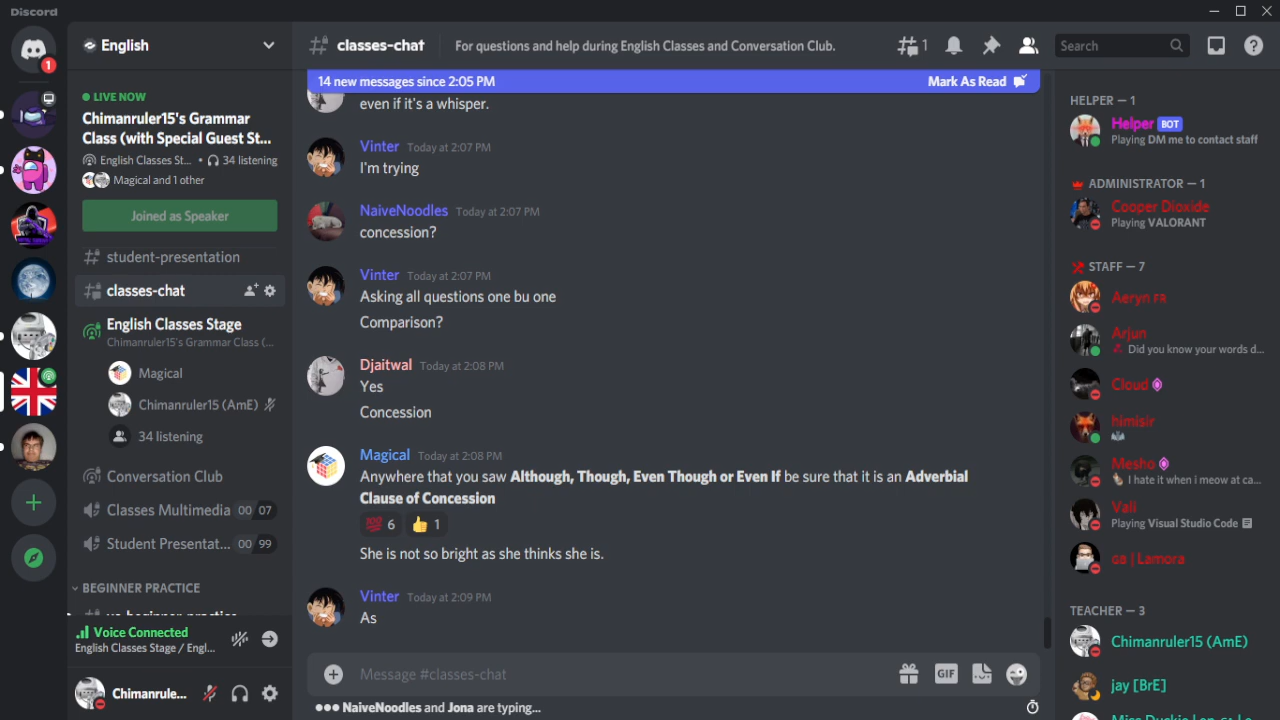 Discord
1
English
LIVE NOW
Chimanruler15's Grammar
Class (with Special Guest St...
English Classes St... • 34 listening
Magical and 1 other
Joined as Speaker
student-presentation
classes-chat
English Classes Stage
Chimanruler15's Grammar Class (...
Magical
Chimanruler15 (AmE)
34 listening
Conversation Club
Classes Multimedia 00 07
Student Presentat... 00 99
BEGINNER PRACTICE
Voice Connected
English Classes Stage / Engl...
Chimanrule...
classes-chat
For questions and help during English Classes and Conversation Club.
1
Search
14 new messages since 2:05 PM
Mark As Read
even if it's a whisper.
Vinter Today at 2:07 PM
I'm trying
NaiveNoodles Today at 2:07 PM
concession?
Vinter Today at 2:07 PM
Asking all questions one bu one
Comparison?
Djaitwal Today at 2:08 PM
Yes
Concession
Magical Today at 2:08 PM
Anywhere that you saw Although, Though, Even Though or Even If be sure that it is an Adverbial
Clause of Concession
💯 6 👍 1
She is not so bright as she thinks she is.
Vinter Today at 2:09 PM
As
Message #classes-chat
GIF
NaiveNoodles and Jona are typing...
HELPER — 1
Helper BOT
Playing DM me to contact staff
ADMINISTRATOR — 1
Cooper Dioxide
Playing VALORANT
STAFF — 7
Aeryn FR
Arjun
Did you know your words d...
Cloud
himisir
Mesho
I hate it when i meow at ca...
Vali
Playing Visual Studio Code
GB | Lamora
TEACHER — 3
Chimanruler15 (AmE)
jay [BrE]